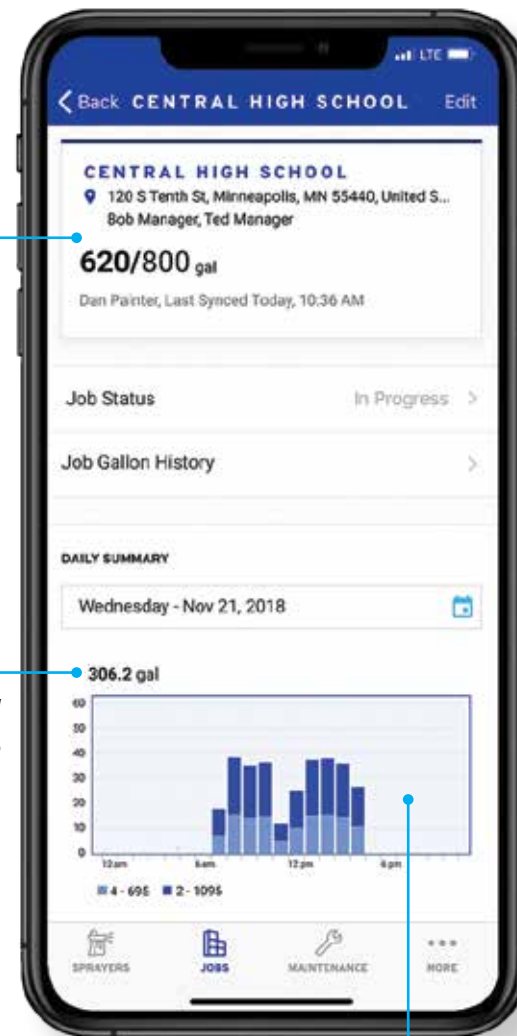 LTE
Back CENTRAL HIGH SCHOOL Edit
CENTRAL HIGH SCHOOL
120 S Tenth St, Minneapolis, MN 55440, United S...
Bob Manager, Ted Manager
620/800 gal
Dan Painter, Last Synced Today, 10:36 AM
Job Status In Progress
Job Gallon History
DAILY SUMMARY
Wednesday - Nov 21, 2018
306.2 gal
60
50
40
30
20
10
0
12am 6am 12pm 6pm
4 - 695 2 - 1095
SPRAYERS JOBS MAINTENANCE MORE